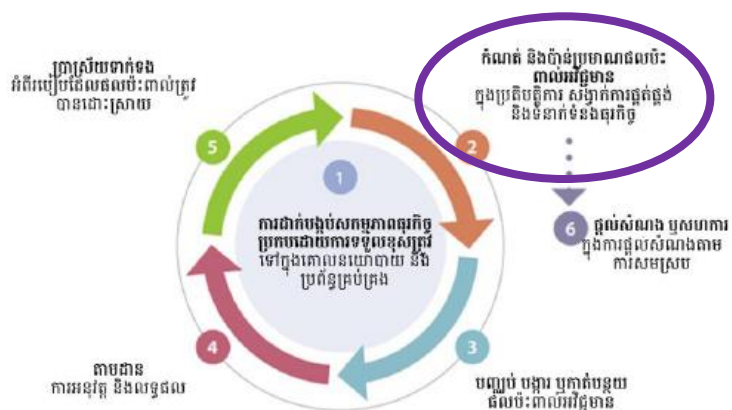 1
ការដាក់បង្កប់សកម្មភាពធុរកិច្ច
ប្រកបដោយការទទួលខុសត្រូវ
ទៅក្នុងគោលនយោបាយ និង
ប្រព័ន្ធគ្រប់គ្រង
2
កំណត់ និងប៉ាន់ប្រមាណផលប៉ះ
ពាល់អវិជ្ជមាន
ក្នុងប្រតិបត្តិការ សង្វាក់ការផ្គត់ផ្គង់
និងទំនាក់ទំនងធុរកិច្ច
3
បញ្ឈប់ បង្ការ ឬកាត់បន្ថយ
ផលប៉ះពាល់អវិជ្ជមាន
4
តាមដាន
ការអនុវត្ត និងលទ្ធផល
5
ប្រាស្រ័យទាក់ទង
អំពីរបៀបដែលផលប៉ះពាល់ត្រូវ
បានដោះស្រាយ
6
ផ្តល់សំណង ឬសហការ
ក្នុងការផ្តល់សំណងតាម
ការសមស្រប